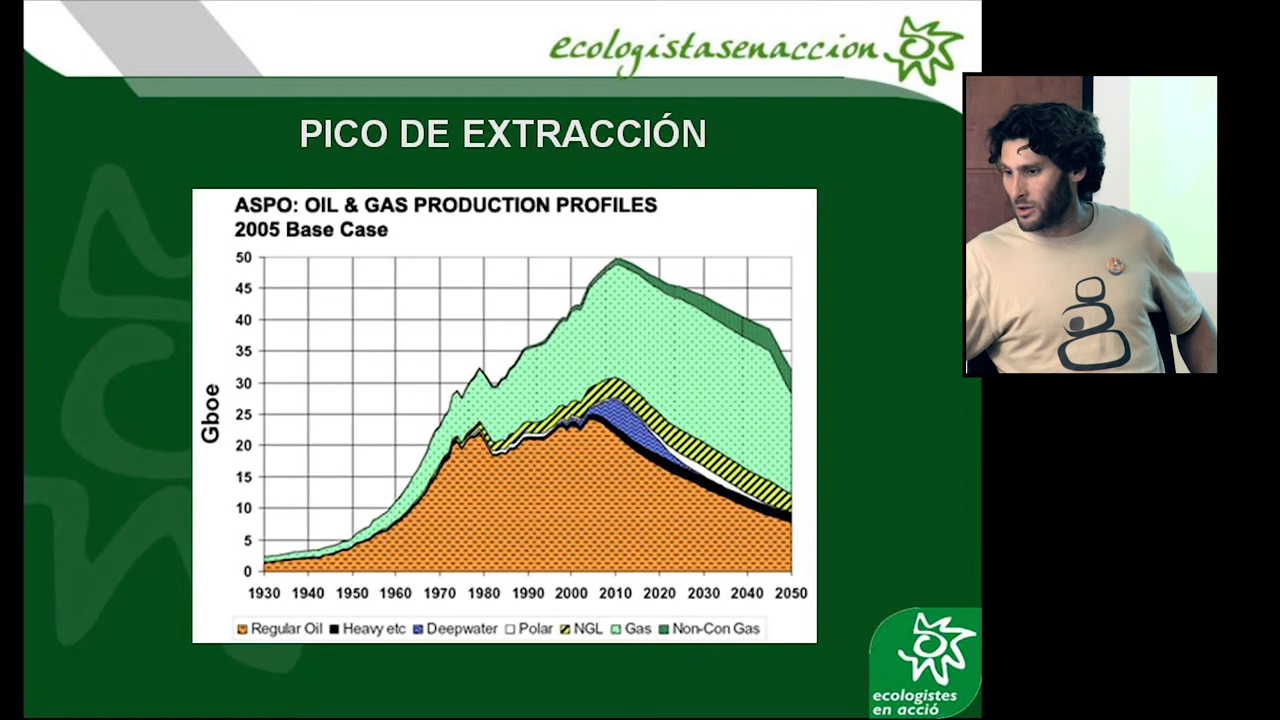 ecologistasenaccion
PICO DE EXTRACCIÓN
ASPO: OIL & GAS PRODUCTION PROFILES
2005 Base Case
Gboe
50
45
40
35
30
25
20
15
10
5
0
1930 1940 1950 1960 1970 1980 1990 2000 2010 2020 2030 2040 2050
Regular Oil Heavy etc Deepwater Polar NGL Gas Non-Con Gas
ecologistes
en acció